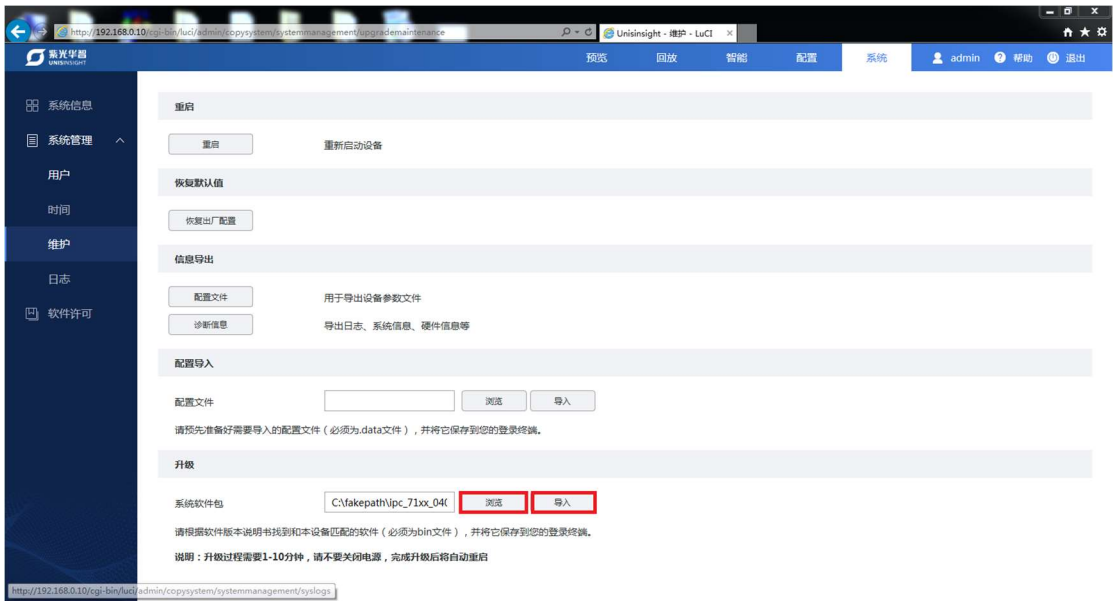 http://192.168.0.10/cgi-bin/luci/admin/copysystem/systemmanagement/upgrademaintenance
Unisinsight - 维护 - LuCI
紫光华智
UNISINSIGHT
预览 回放 智能 配置 系统 admin 帮助 退出
系统信息
系统管理
用户
时间
维护
日志
软件许可
重启
重启 重新启动设备
恢复默认值
恢复出厂配置
信息导出
配置文件 用于导出设备参数文件
诊断信息 导出日志、系统信息、硬件信息等
配置导入
配置文件 浏览 导入
请预先准备好需要导入的配置文件（必须为.data文件），并将它保存到您的登录终端。
升级
系统软件包 C:\fakepath\ipc_71xx_04( 浏览 导入
请根据软件版本说明书找到和本设备匹配的软件（必须为bin文件），并将它保存到您的登录终端。
说明：升级过程需要1-10分钟，请不要关闭电源，完成升级后将自动重启
http://192.168.0.10/cgi-bin/luci/admin/copysystem/systemmanagement/syslogs